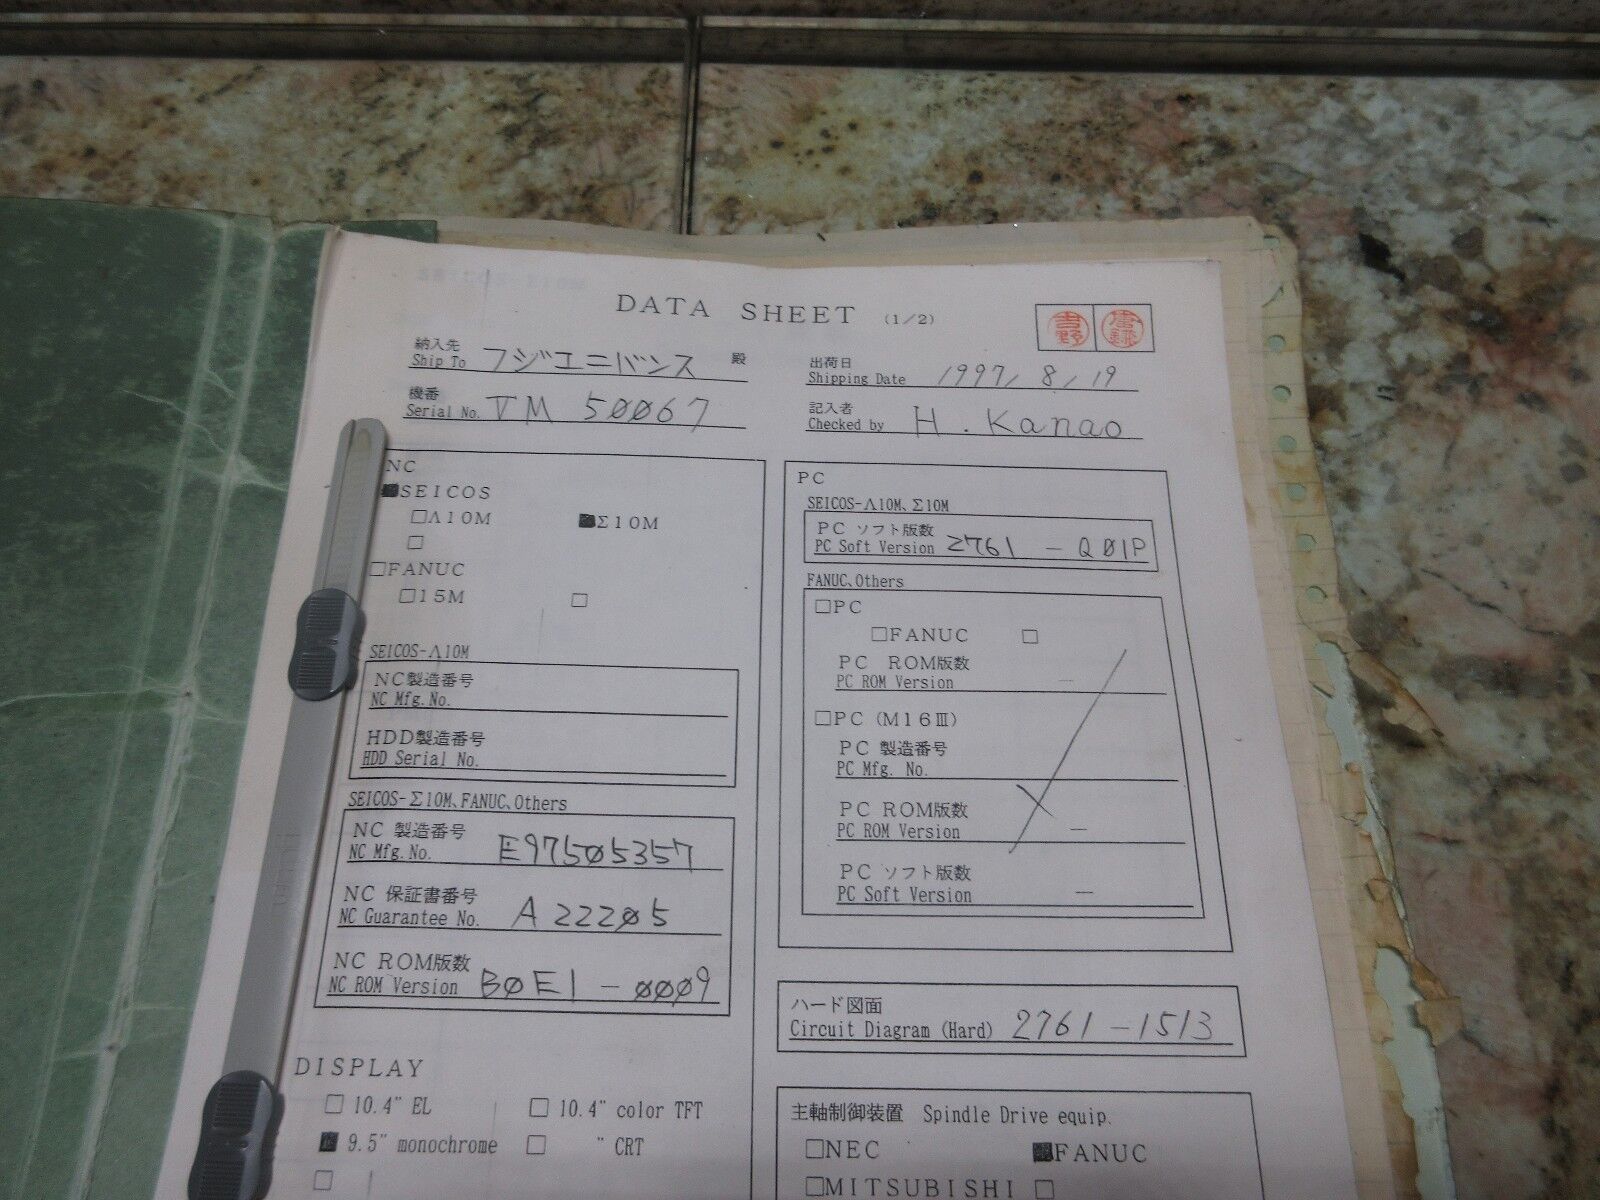 DATA SHEET (1/2)
納入先
Ship To フジユニバンス 殿
機番
Serial No. VM 50067
出荷日
Shipping Date 1997, 8, 19
記入者
Checked by H. Kanao
NC
SEICOS
□Λ10M Σ10M
□
□FANUC
□15M □
SEICOS-Λ10M
NC製造番号
NC Mfg. No.
HDD製造番号
HDD Serial No.
SEICOS-Σ10M、FANUC、Others
NC 製造番号
NC Mfg. No. E97505357
NC 保証書番号
NC Guarantee No. A22205
NC ROM版数
NC ROM Version B0E1-0009
DISPLAY
□ 10.4" EL □ 10.4" color TFT
■ 9.5" monochrome □ " CRT
□
PC
SEICOS-Λ10M、Σ10M
PC ソフト版数
PC Soft Version 2761-Q01P
FANUC、Others
□PC
□FANUC □
PC ROM版数
PC ROM Version —
□PC (M16Ⅲ)
PC 製造番号
PC Mfg. No.
PC ROM版数
PC ROM Version —
PC ソフト版数
PC Soft Version —
ハード図面
Circuit Diagram (Hard) 2761-1513
主軸制御装置 Spindle Drive equip.
□NEC ■FANUC
□MITSUBISHI □